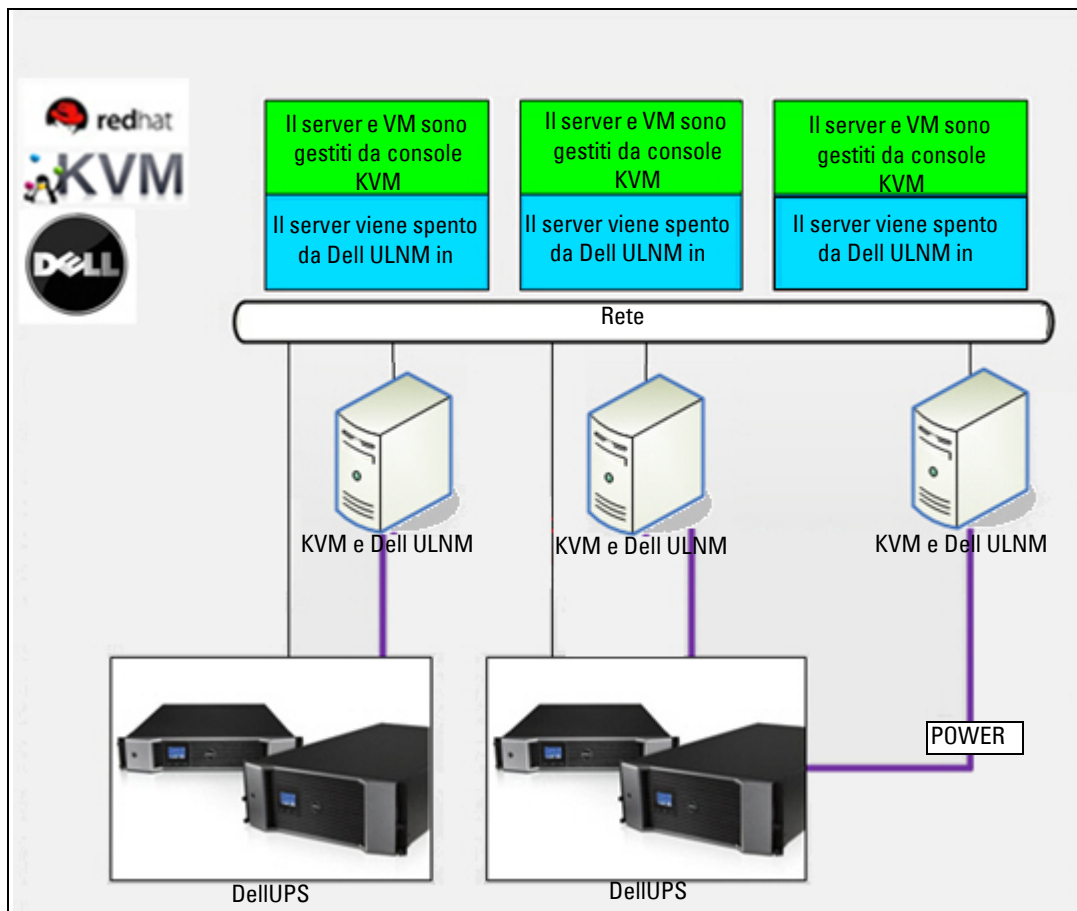 redhat
KVM
DELL
Il server e VM sono
gestiti da console
KVM
Il server viene spento
da Dell ULNM in
Il server e VM sono
gestiti da console
KVM
Il server viene spento
da Dell ULNM in
Il server e VM sono
gestiti da console
KVM
Il server viene spento
da Dell ULNM in
Rete
KVM e Dell ULNM
KVM e Dell ULNM
KVM e Dell ULNM
POWER
DellUPS
DellUPS